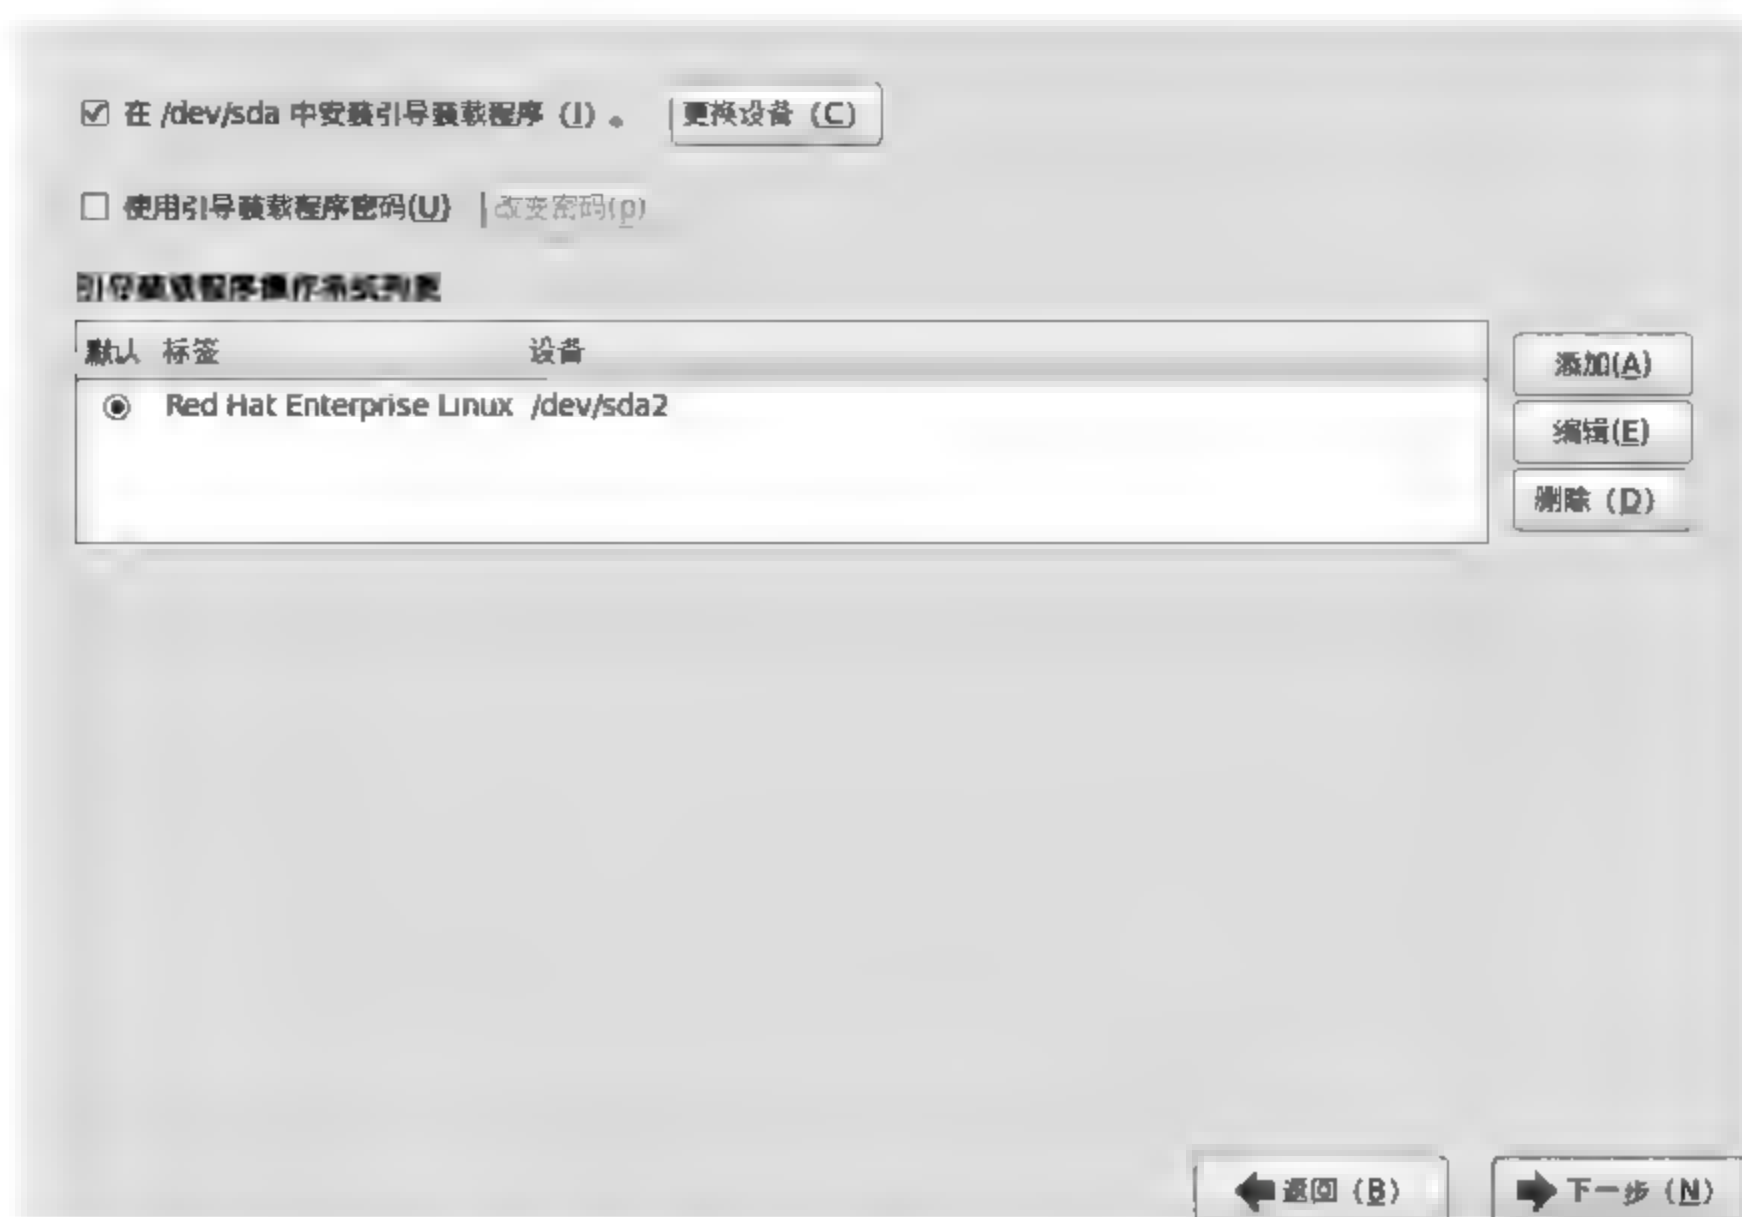 在 /dev/sda 中安装引导装载程序 (I) 。 更换设备 (C)
使用引导装载程序密码(U) 改变密码(p)
引导装载程序操作系统列表
默认 标签 设备
Red Hat Enterprise Linux /dev/sda2
添加(A)
编辑(E)
删除 (D)
返回 (B) 下一步 (N)